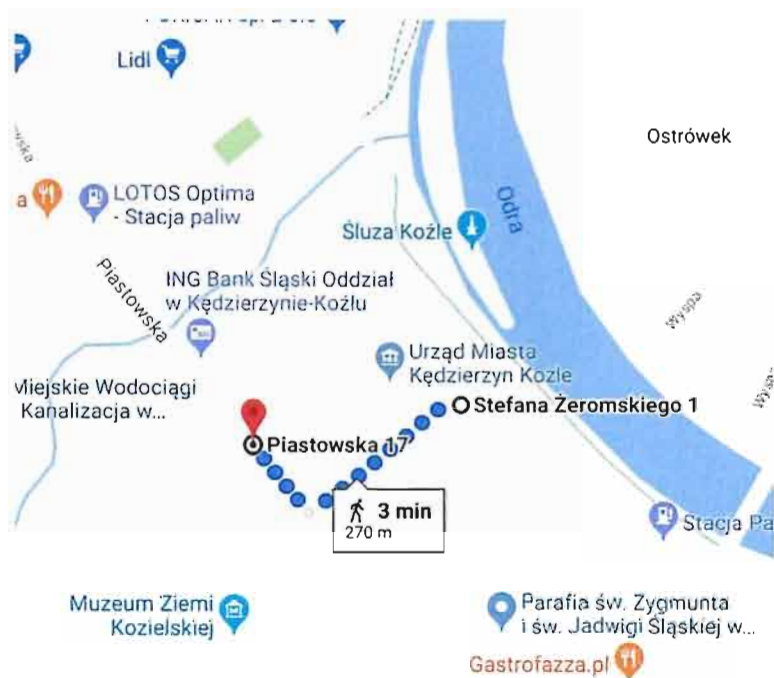 Lidl
Ostrówek
LOTOS Optima
- Stacja paliw
a
Odra
Śluza Koźle
Piastowska
ING Bank Śląski Oddział
w Kędzierzynie-Koźlu
Wyspa
Urząd Miasta
Kędzierzyn Koźle
Miejskie Wodociągi
Kanalizacja w...
Stefana Żeromskiego 1
Piastowska 17
3 min
270 m
Stacja Pa
Muzeum Ziemi
Kozielskiej
Parafia św. Zygmunta
i św. Jadwigi Śląskiej w...
Gastrofazza.pl